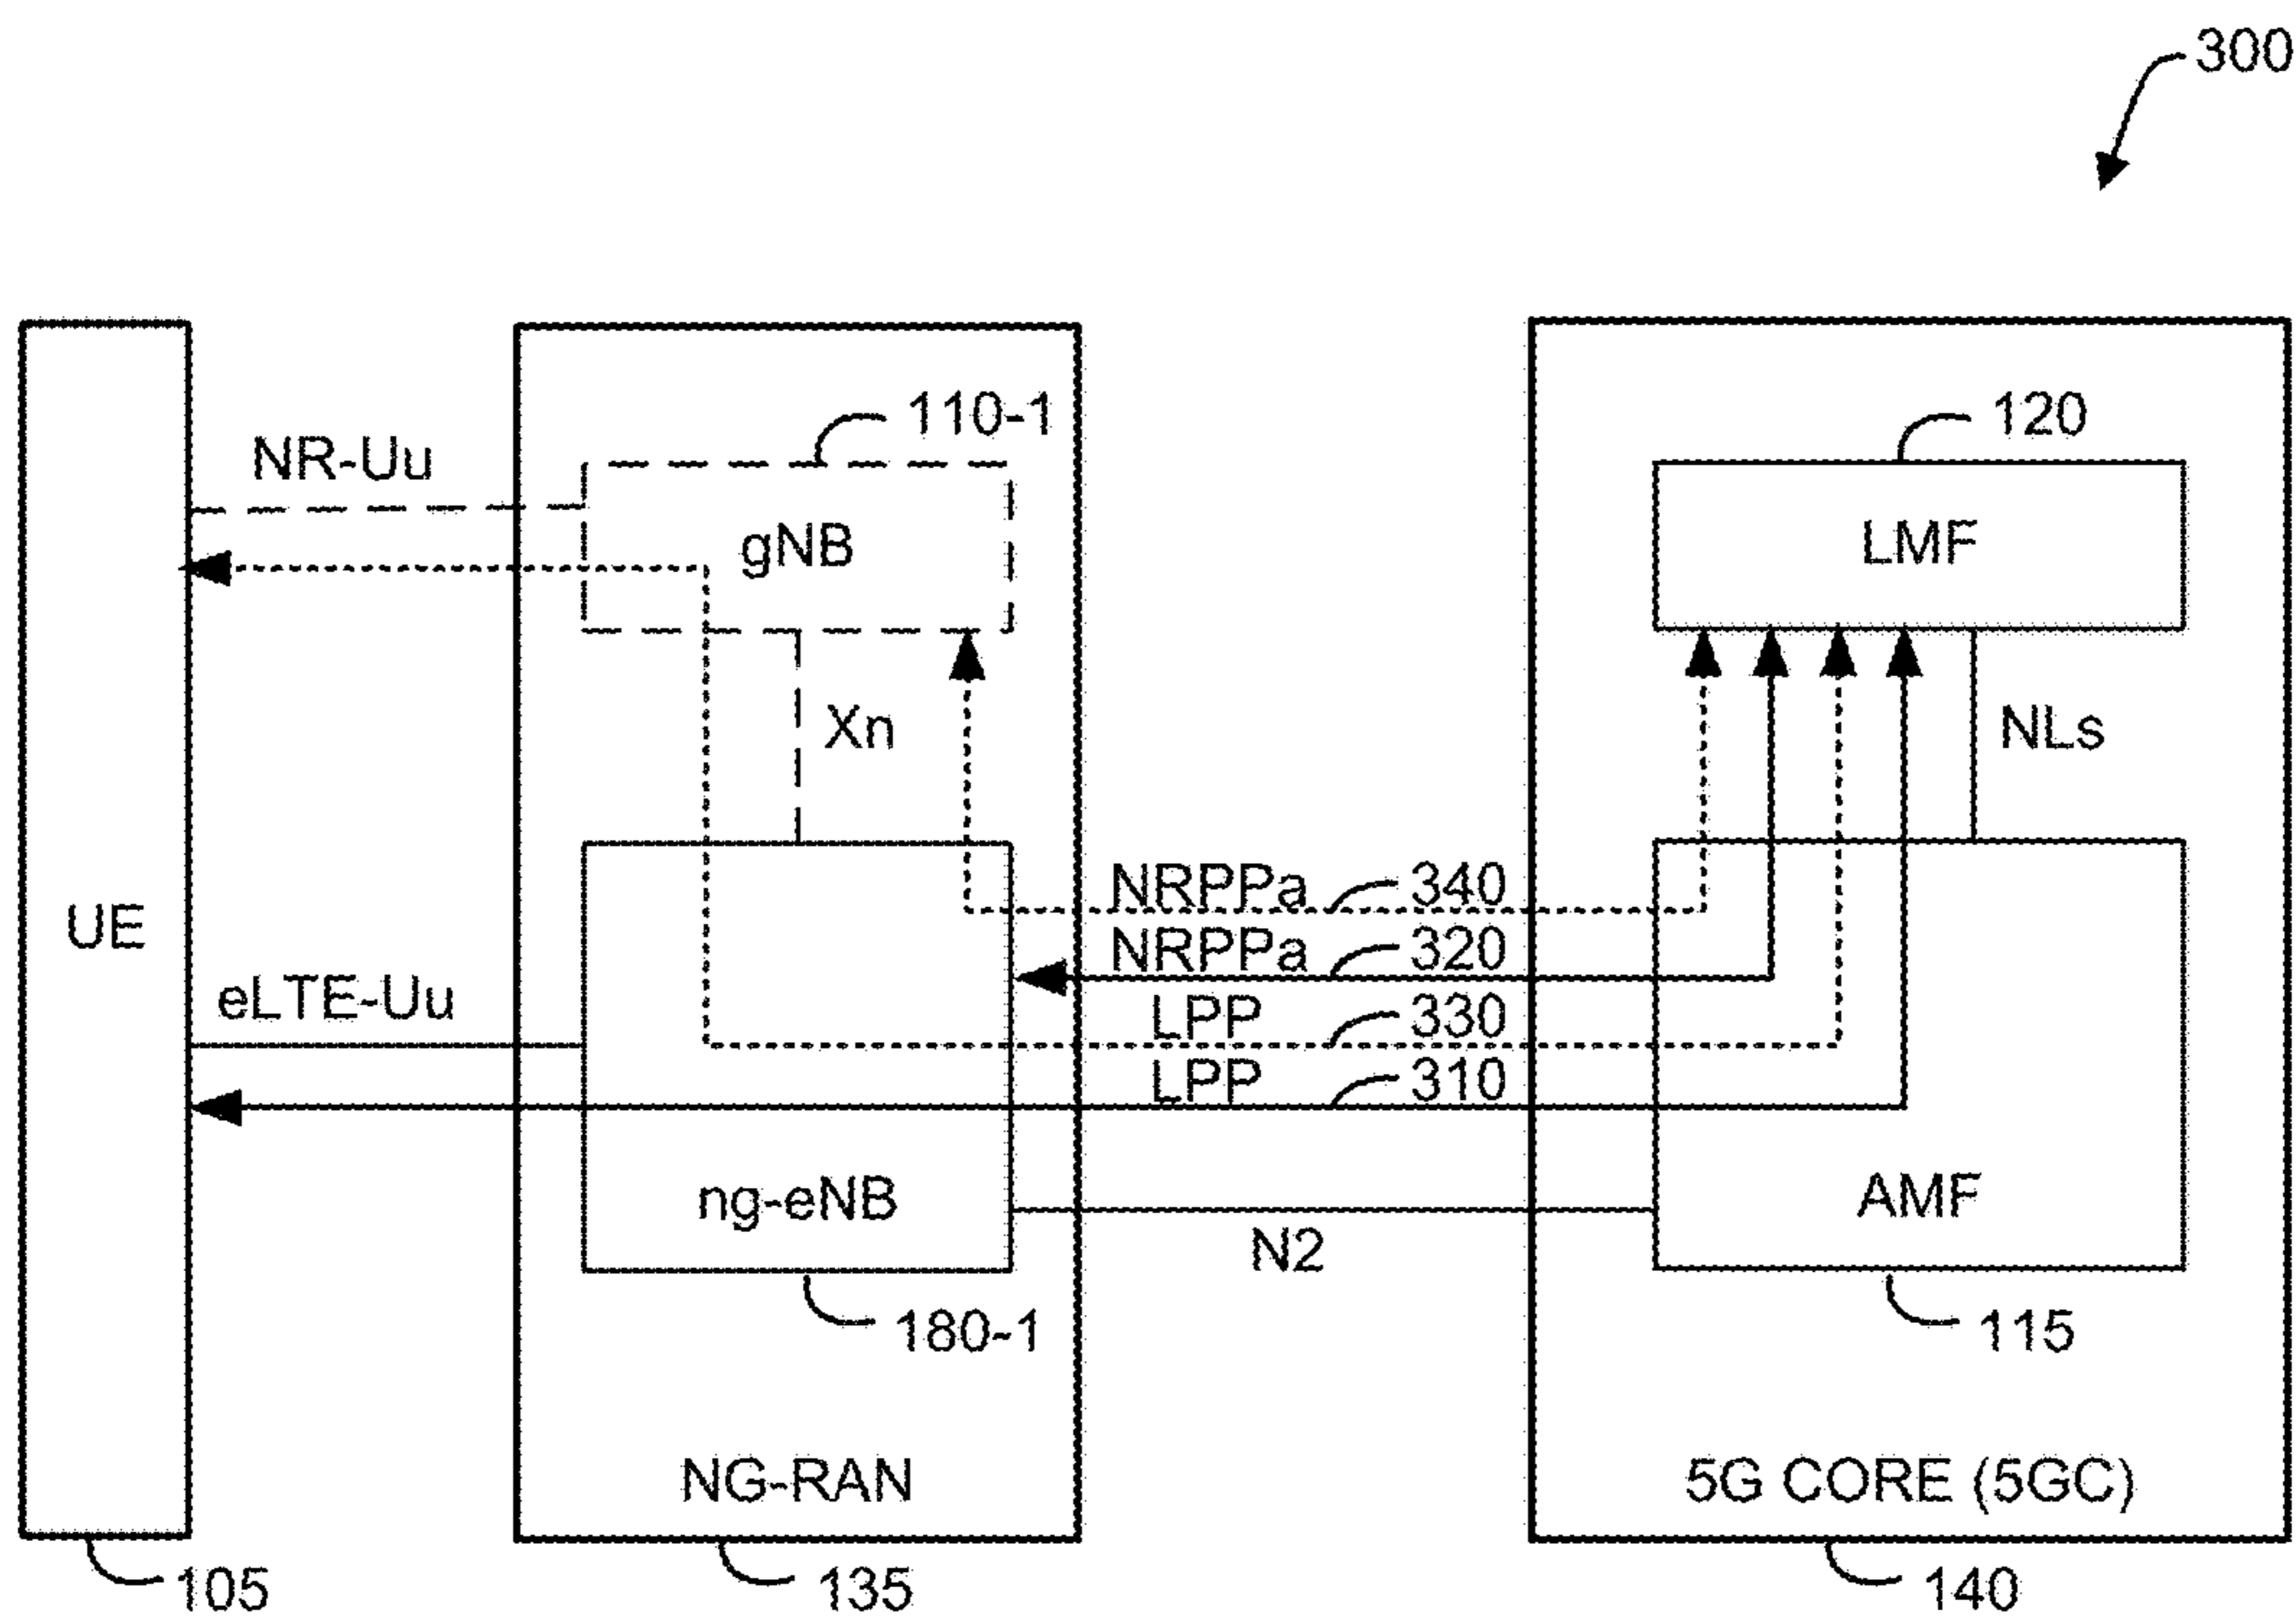 300
110-1
120
NR-Uu
gNB
LMF
Xn
NLs
NRPPa 340
UE
NRPPa 320
eLTE-Uu
LPP 330
LPP 310
ng-eNB
AMF
N2
180-1
115
NG-RAN
5G CORE (5GC)
105
135
140